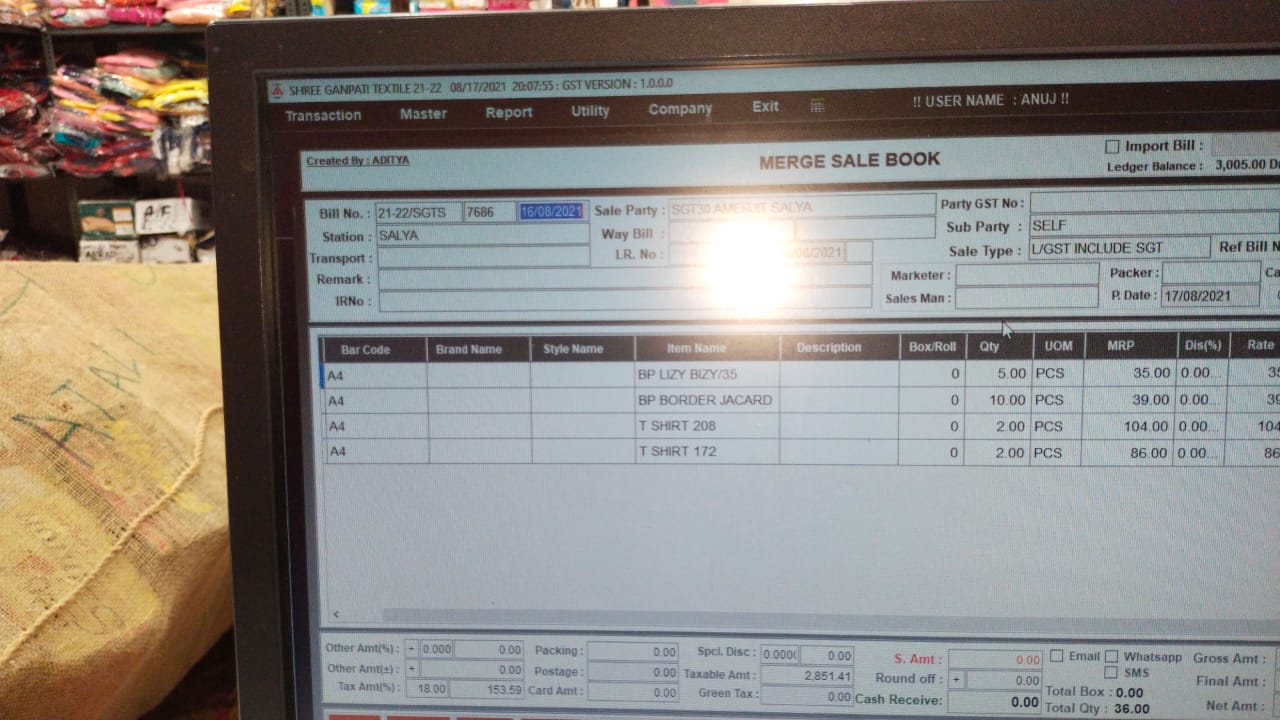 SHREE GANPATI TEXTILE 21-22 08/17/2021 20:07:55 : GST VERSION : 1.0.0.0
Transaction Master Report Utility Company Exit !! USER NAME : ANUJ !!
Created By : ADITYA MERGE SALE BOOK Import Bill :
Ledger Balance : 3,005.00
Bill No. : 21-22/SGTS 7686 16/08/2021 Sale Party : SGT30 AMERJIT SALYA Party GST No :
Station : SALYA Way Bill : Sub Party : SELF
Transport : LR. No : /2021 Sale Type : L/GST INCLUDE SGT Ref Bill
Remark : Marketer : Packer :
IRNo : Sales Man : P. Date : 17/08/2021
Bar Code Brand Name Style Name Item Name Description Box/Roll Qty UOM MRP Dis(%) Rate
A4 BP LIZY BIZY/35 0 5.00 PCS 35.00 0.00...
A4 BP BORDER JACARD 0 10.00 PCS 39.00 0.00...
A4 T SHIRT 208 0 2.00 PCS 104.00 0.00... 104
A4 T SHIRT 172 0 2.00 PCS 86.00 0.00... 86
Other Amt(%) : + 0.000 0.00 Packing : 0.00 Spcl. Disc : 0.000 0.00 S. Amt : 0.00 Email Whatsapp Gross Amt :
Other Amt(±) : + 0.00 Postage : 0.00 Taxable Amt : 2,851.41 Round off : + 0.00 SMS Final Amt :
Tax Amt(%) : 18.00 153.59 Card Amt : 0.00 Green Tax : 0.00 Cash Receive: 0.00 Total Box : 0.00
Total Qty : 36.00 Net Amt :